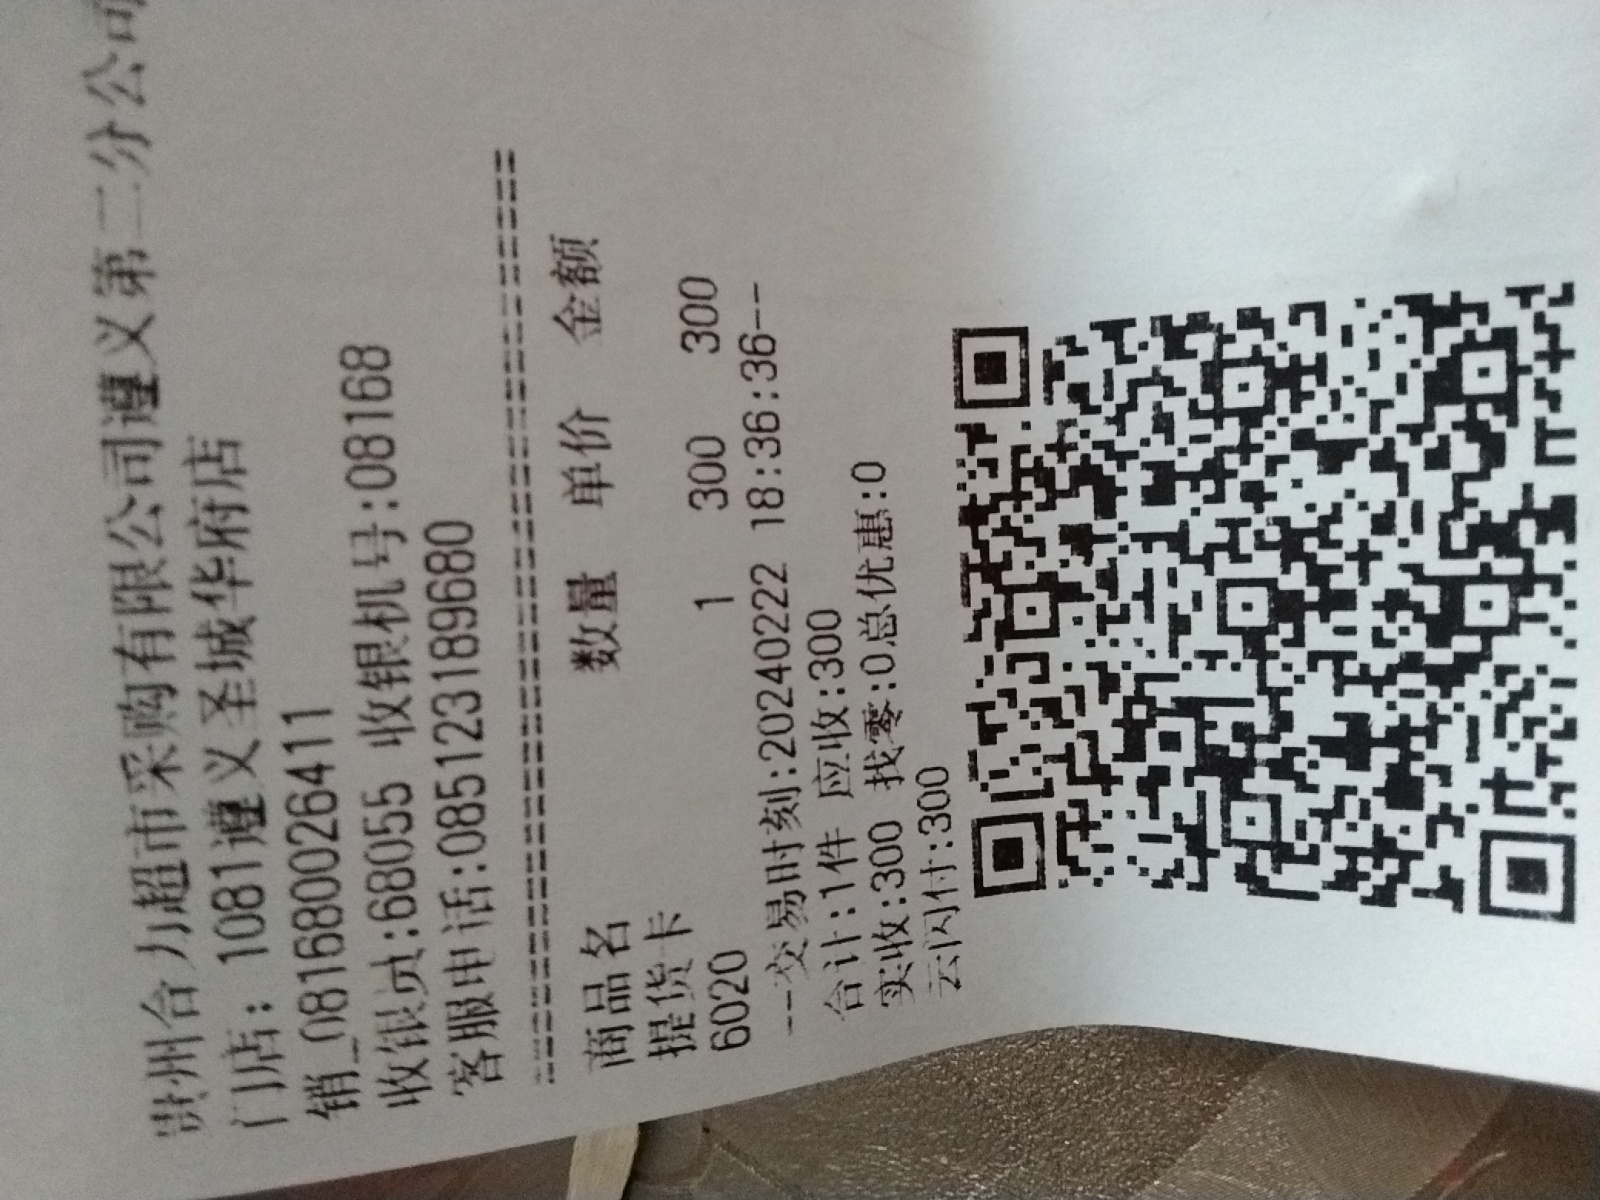 贵州合力超市采购有限公司遵义第二分公司
门店：1081遵义圣城华府店
销_0816800026411
收银员:68055 收银机号:08168
客服电话:085123189680
================================
商品名 数量 单价 金额
提货卡
6020 1 300 300
---交易时刻:20240222 18:36:36---
合计:1件 应收:300
实收:300 找零:0总优惠:0
云闪付:300